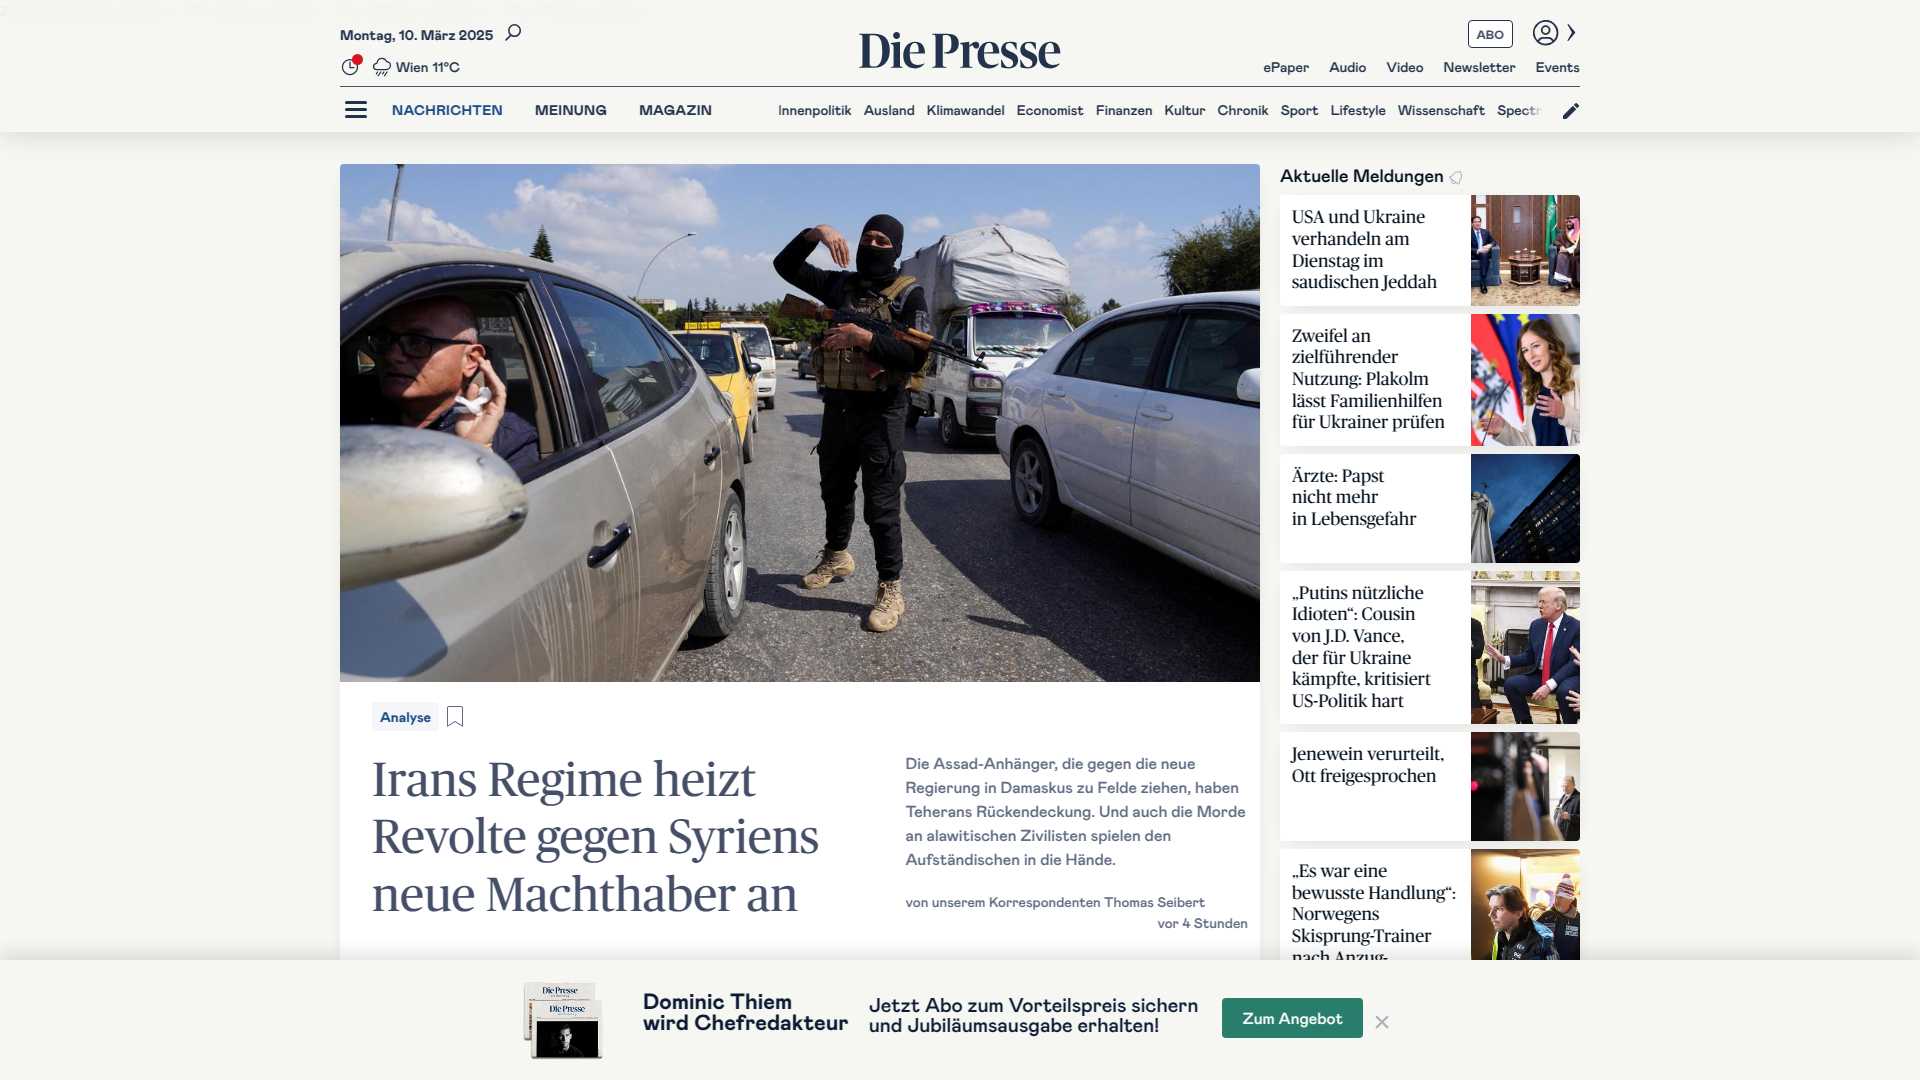 Montag, 10. März 2025
Die Presse
ABO
Wien 11°C
ePaper Audio Video Newsletter Events
NACHRICHTEN MEINUNG MAGAZIN
Innenpolitik Ausland Klimawandel Economist Finanzen Kultur Chronik Sport Lifestyle Wissenschaft Spectr
Analyse
Irans Regime heizt
Revolte gegen Syriens
neue Machthaber an
Die Assad-Anhänger, die gegen die neue
Regierung in Damaskus zu Felde ziehen, haben
Teherans Rückendeckung. Und auch die Morde
an alawitischen Zivilisten spielen den
Aufständischen in die Hände.
von unserem Korrespondenten Thomas Seibert
vor 4 Stunden
Aktuelle Meldungen
USA und Ukraine
verhandeln am
Dienstag im
saudischen Jeddah
Zweifel an
zielführender
Nutzung: Plakolm
lässt Familienhilfen
für Ukrainer prüfen
Ärzte: Papst
nicht mehr
in Lebensgefahr
„Putins nützliche
Idioten“: Cousin
von J.D. Vance,
der für Ukraine
kämpfte, kritisiert
US-Politik hart
Jenewein verurteilt,
Ott freigesprochen
„Es war eine
bewusste Handlung“:
Norwegens
Skisprung-Trainer
nach Anzug-
Die Presse
Die Presse
Dominic Thiem
wird Chefredakteur
Jetzt Abo zum Vorteilspreis sichern
und Jubiläumsausgabe erhalten!
Zum Angebot